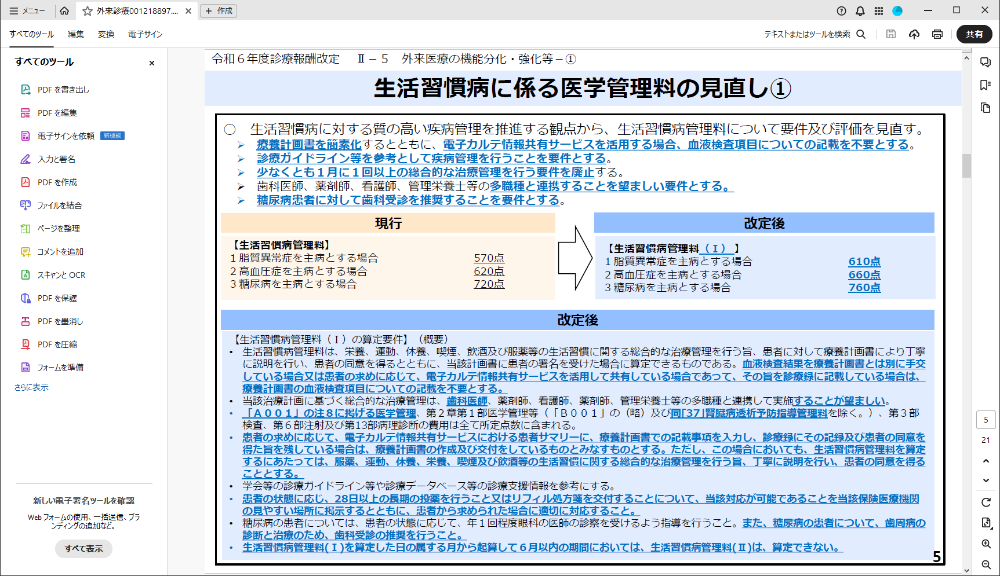 メニュー
外来診療001218897....
作成
すべてのツール 編集 変換 電子サイン
テキストまたはツールを検索
共有
すべてのツール
PDF を書き出し
PDF を編集
電子サインを依頼 新機能
入力と署名
PDF を作成
ファイルを結合
ページを整理
コメントを追加
スキャンと OCR
PDF を保護
PDF を墨消し
PDF を圧縮
フォームを準備
さらに表示
新しい電子署名ツールを確認
Web フォームの使用、一括送信、ブラ
ンディングの追加など。
すべて表示
令和6年度診療報酬改定 Ⅱ-5 外来医療の機能分化・強化等-①
生活習慣病に係る医学管理料の見直し①
○ 生活習慣病に対する質の高い疾病管理を推進する観点から、生活習慣病管理料について要件及び評価を見直す。
➢ 療養計画書を簡素化するとともに、電子カルテ情報共有サービスを活用する場合、血液検査項目についての記載を不要とする。
➢ 診療ガイドライン等を参考として疾病管理を行うことを要件とする。
➢ 少なくとも1月に1回以上の総合的な治療管理を行う要件を廃止する。
➢ 歯科医師、薬剤師、看護師、管理栄養士等の多職種と連携することを望ましい要件とする。
➢ 糖尿病患者に対して歯科受診を推奨することを要件とする。
現行
【生活習慣病管理料】
1 脂質異常症を主病とする場合 570点
2 高血圧症を主病とする場合 620点
3 糖尿病を主病とする場合 720点
改定後
【生活習慣病管理料（Ⅰ）】
1 脂質異常症を主病とする場合 610点
2 高血圧症を主病とする場合 660点
3 糖尿病を主病とする場合 760点
改定後
【生活習慣病管理料（Ⅰ）の算定要件】（概要）
• 生活習慣病管理料は、栄養、運動、休養、喫煙、飲酒及び服薬等の生活習慣に関する総合的な治療管理を行う旨、患者に対して療養計画書により丁寧
に説明を行い、患者の同意を得るとともに、当該計画書に患者の署名を受けた場合に算定できるものである。血液検査結果を療養計画書とは別に手交
している場合又は患者の求めに応じて、電子カルテ情報共有サービスを活用して共有している場合であって、その旨を診療録に記載している場合は、
療養計画書の血液検査項目についての記載を不要とする。
• 当該治療計画に基づく総合的な治療管理は、歯科医師、薬剤師、看護師、薬剤師、管理栄養士等の多職種と連携して実施することが望ましい。
• 「Ａ００１」の注８に掲げる医学管理、第２章第１部医学管理等（「Ｂ００１」の（略）及び同「37」腎臓病透析予防指導管理料を除く。）、第３部
検査、第６部注射及び第13部病理診断の費用は全て所定点数に含まれる。
• 患者の求めに応じて、電子カルテ情報共有サービスにおける患者サマリーに、療養計画書での記載事項を入力し、診療録にその記録及び患者の同意を
得た旨を残している場合は、療養計画書の作成及び交付をしているものとみなすものとする。ただし、この場合においても、生活習慣病管理料を算定
するにあたっては、服薬、運動、休養、栄養、喫煙及び飲酒等の生活習慣に関する総合的な治療管理を行う旨、丁寧に説明を行い、患者の同意を得る
こととする。
• 学会等の診療ガイドライン等や診療データベース等の診療支援情報を参考にする。
• 患者の状態に応じ、28日以上の長期の投薬を行うこと又はリフィル処方箋を交付することについて、当該対応が可能であることを当該保険医療機関
の見やすい場所に掲示するとともに、患者から求められた場合に適切に対応すること。
• 糖尿病の患者については、患者の状態に応じて、年１回程度眼科の医師の診察を受けるよう指導を行うこと。また、糖尿病の患者について、歯周病の
診断と治療のため、歯科受診の推奨を行うこと。
• 生活習慣病管理料(Ⅰ)を算定した日の属する月から起算して６月以内の期間においては、生活習慣病管理料(Ⅱ)は、算定できない。
5
5
21